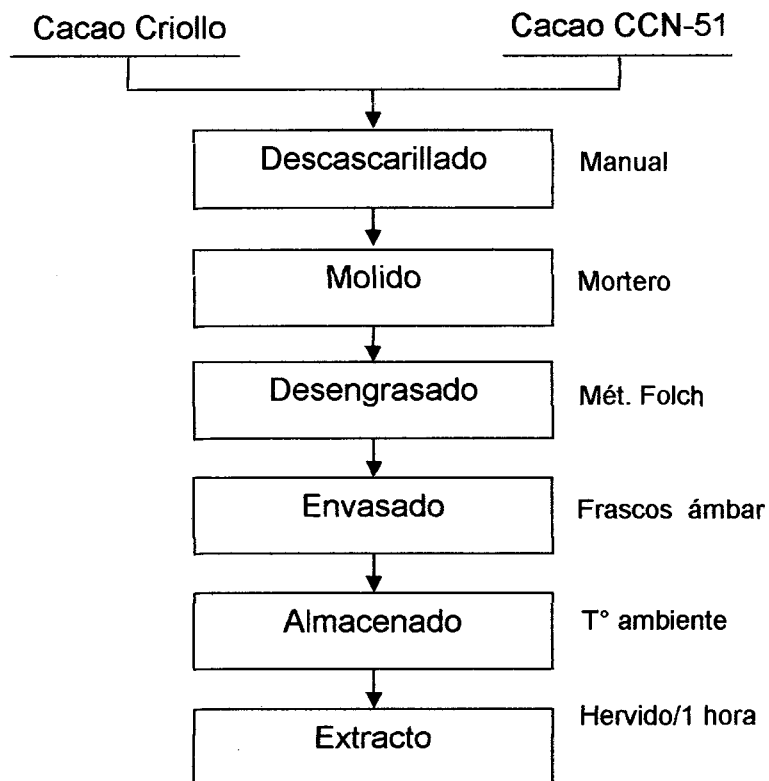 Cacao Criollo
Cacao CCN-51
Descascarillado
Manual
Molido
Mortero
Desengrasado
Mét. Folch
Envasado
Frascos ámbar
Almacenado
T° ambiente
Hervido/1 hora
Extracto